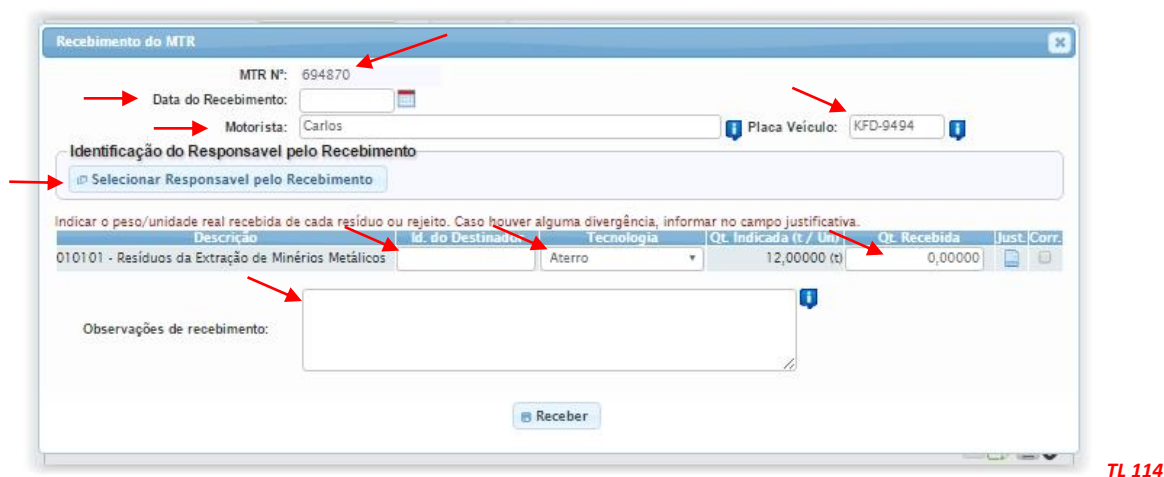 Recebimento do MTR
MTR Nº: 694870
Data do Recebimento:
Motorista: Carlos Placa Veículo: KFD-9494
Identificação do Responsavel pelo Recebimento
Selecionar Responsavel pelo Recebimento
Indicar o peso/unidade real recebida de cada resíduo ou rejeito. Caso houver alguma divergência, informar no campo justificativa.
Descrição Id. do Destinador Tecnologia Qt. Indicada (t / Un) Qt. Recebida Just. Corr.
010101 - Resíduos da Extração de Minérios Metálicos Aterro 12,00000 (t) 0,00000
Observações de recebimento:
Receber
TL 114